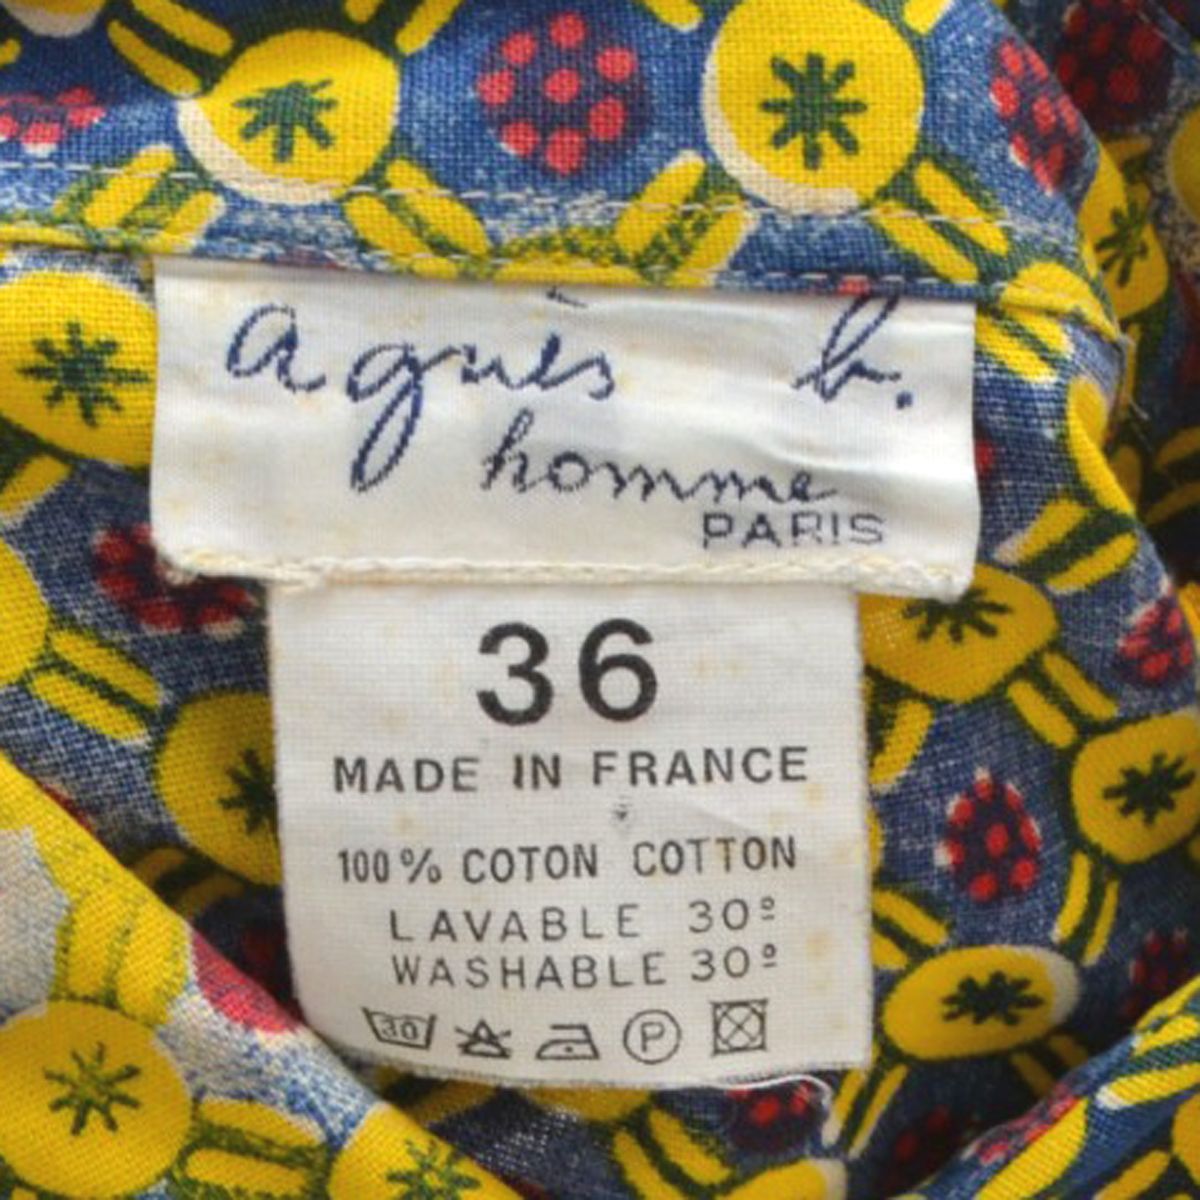 agnès b.
homme
PARIS
36
MADE IN FRANCE
100% COTON COTTON
LAVABLE 30º
WASHABLE 30º
30 P